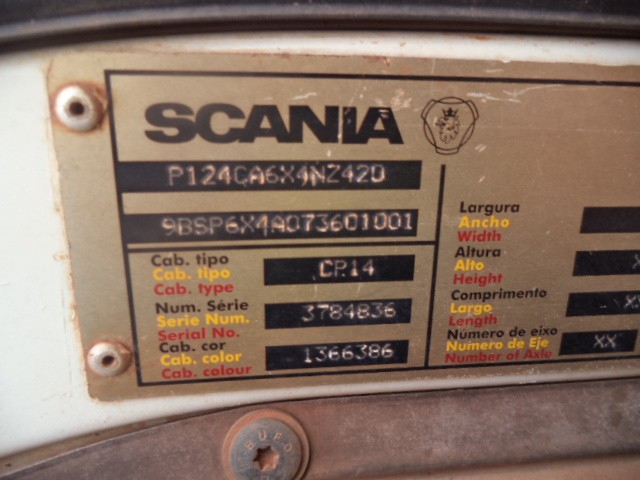 SCANIA
P124CA6X4NZ420
9BSP6X4A073601001
Cab. tipo
Cab. tipo
Cab. type
CP14
Num. Série
Serie Num.
Serial No.
3784836
Cab. cor
Cab. color
Cab. colour
1366386
Largura
Ancho
Width
Altura
Alto
Height
X
Comprimento
Largo
Length
XX
Número de eixo
Numero de Eje
Number of Axle
XX
BÜFO